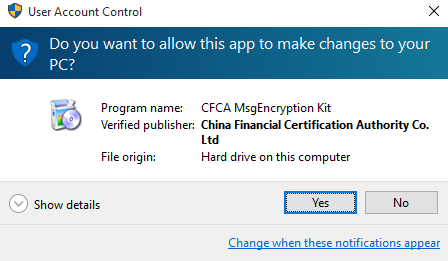 User Account Control
Do you want to allow this app to make changes to your
PC?
Program name: CFCA MsgEncryption Kit
Verified publisher: China Financial Certification Authority Co.
Ltd
File origin: Hard drive on this computer
Show details
Yes
No
Change when these notifications appear